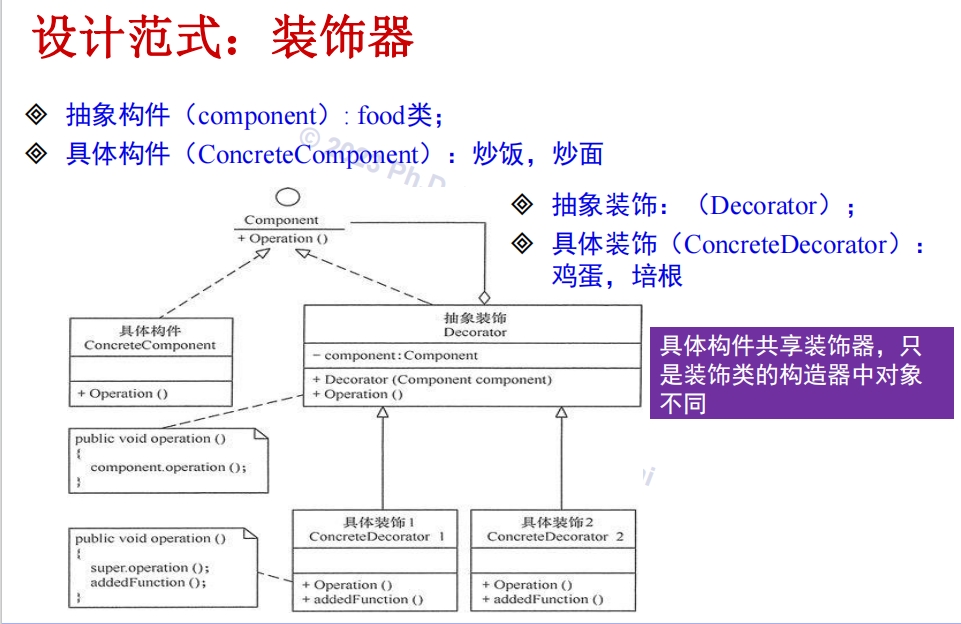 设计范式：装饰器
抽象构件（component）: food类；
具体构件（ConcreteComponent）：炒饭，炒面
抽象装饰：（Decorator）；
具体装饰（ConcreteDecorator）：
鸡蛋，培根
Component
+ Operation ()
具体构件
ConcreteComponent
+ Operation ()
抽象装饰
Decorator
− component:Component
+ Decorator (Component component)
+ Operation ()
具体构件共享装饰器，只
是装饰类的构造器中对象
不同
public void operation ()
{
component.operation ();
}
具体装饰1
ConcreteDecorator 1
+ Operation ()
+ addedFunction ()
具体装饰2
ConcreteDecorator 2
+ Operation ()
+ addedFunction ()
public void operation ()
{
super.operation ();
addedFunction ();
}